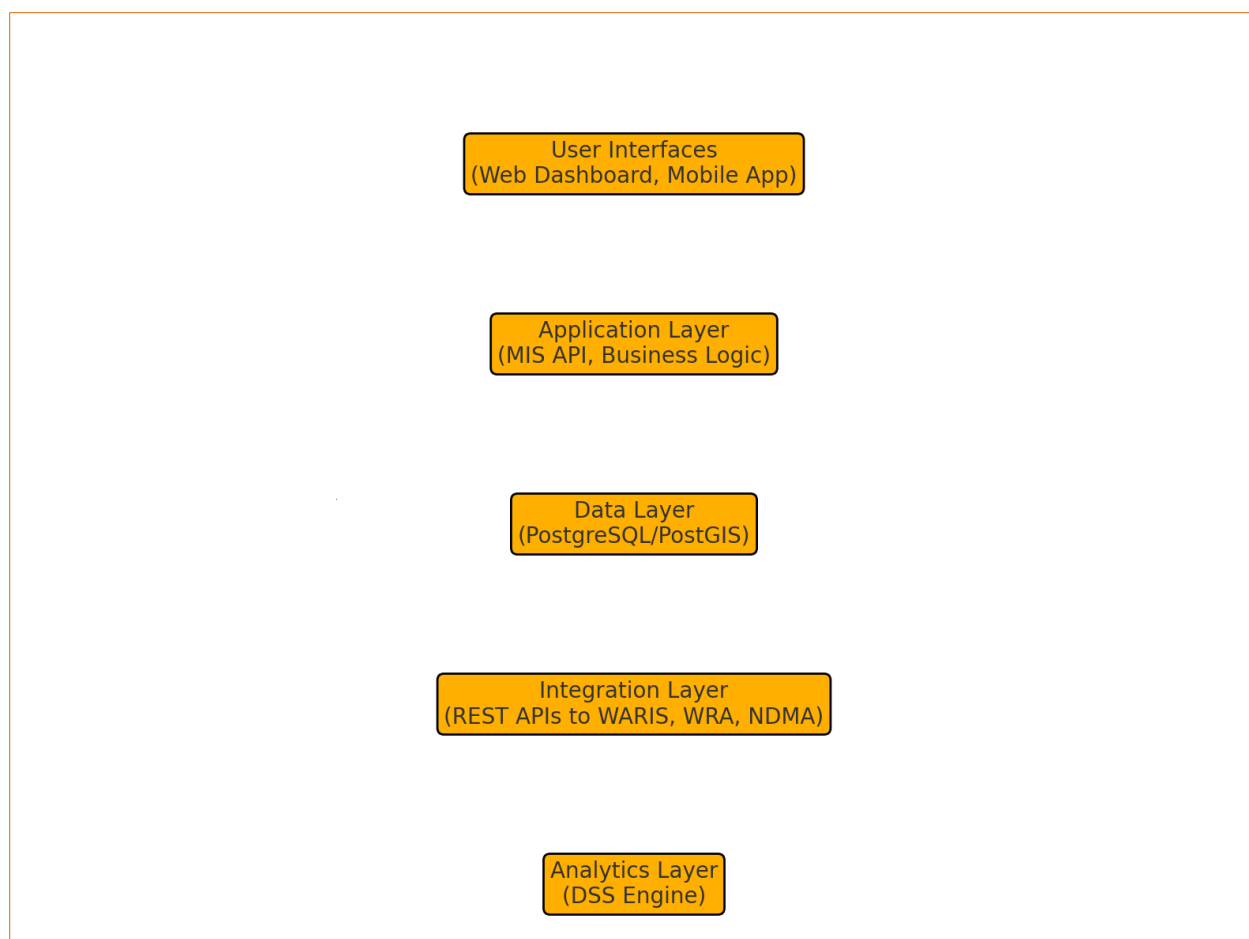 User Interfaces
(Web Dashboard, Mobile App)
Application Layer
(MIS API, Business Logic)
Data Layer
(PostgreSQL/PostGIS)
Integration Layer
(REST APIs to WARIS, WRA, NDMA)
Analytics Layer
(DSS Engine)